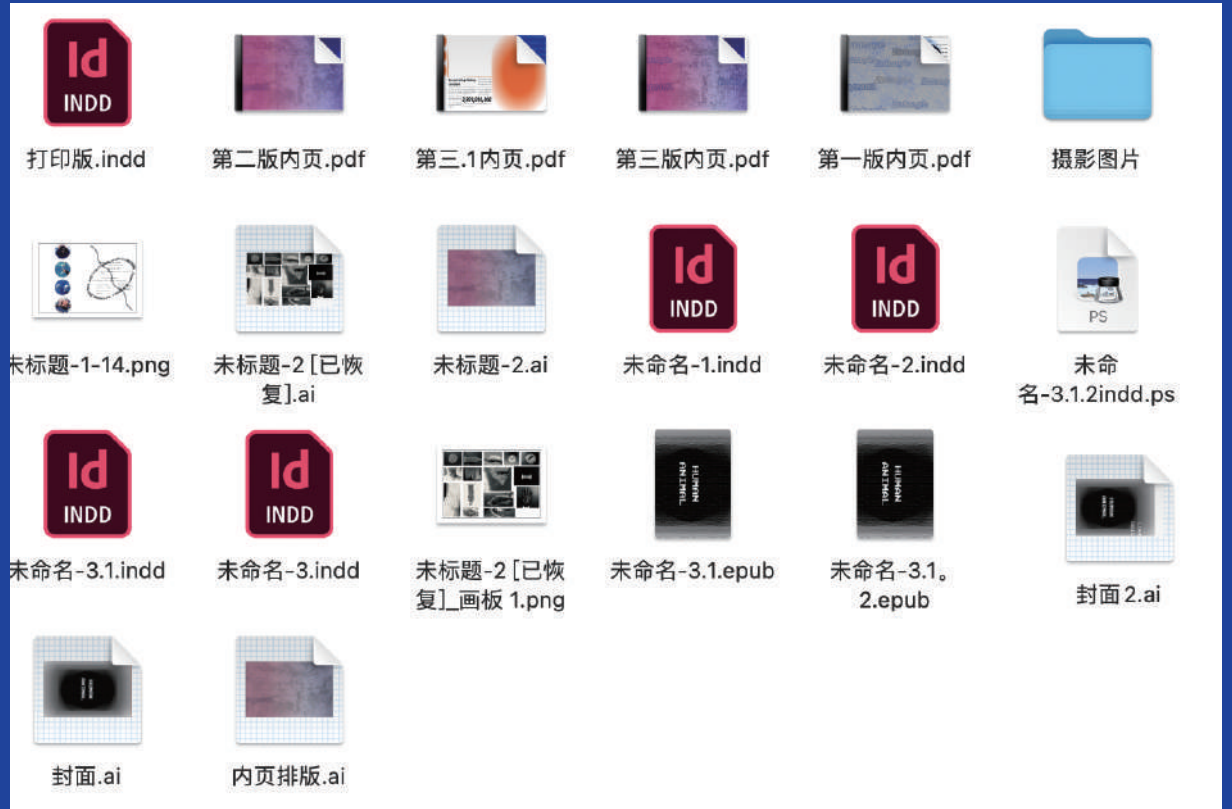 Id
INDD
打印版.indd
第二版内页.pdf
第三.1内页.pdf
第三版内页.pdf
第一版内页.pdf
摄影图片
未标题-1-14.png
未标题-2 [已恢
复].ai
未标题-2.ai
Id
INDD
未命名-1.indd
Id
INDD
未命名-2.indd
PS
未命
名-3.1.2indd.ps
Id
INDD
未命名-3.1.indd
Id
INDD
未命名-3.indd
未标题-2 [已恢
复]_画板 1.png
HUMAN
ANIMAL
未命名-3.1.epub
HUMAN
ANIMAL
未命名-3.1。
2.epub
封面2.ai
封面.ai
内页排版.ai